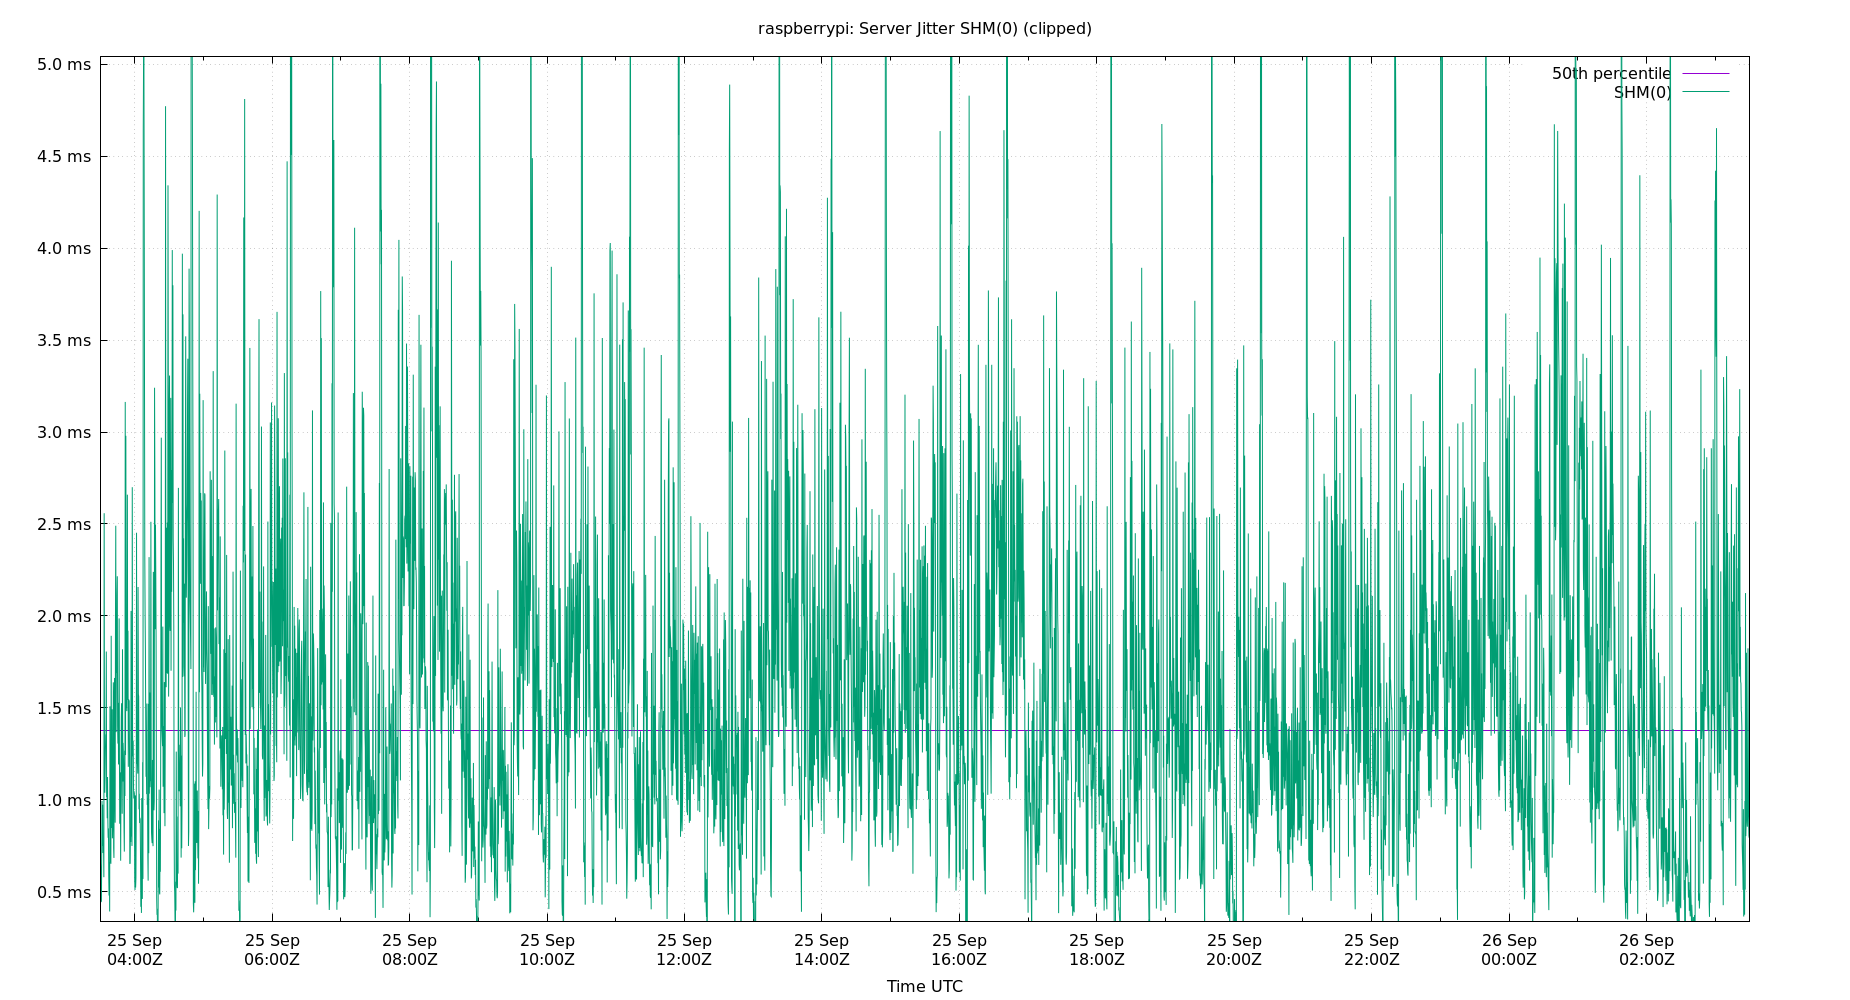 raspberrypi: Server Jitter SHM(0) (clipped)
5.0 ms
4.5 ms
4.0 ms
3.5 ms
3.0 ms
2.5 ms
2.0 ms
1.5 ms
1.0 ms
0.5 ms
50th percentile
SHM(0)
25 Sep 25 Sep 25 Sep 25 Sep 25 Sep 25 Sep 25 Sep 25 Sep 25 Sep 25 Sep 26 Sep 26 Sep
04:00Z 06:00Z 08:00Z 10:00Z 12:00Z 14:00Z 16:00Z 18:00Z 20:00Z 22:00Z 00:00Z 02:00Z
Time UTC